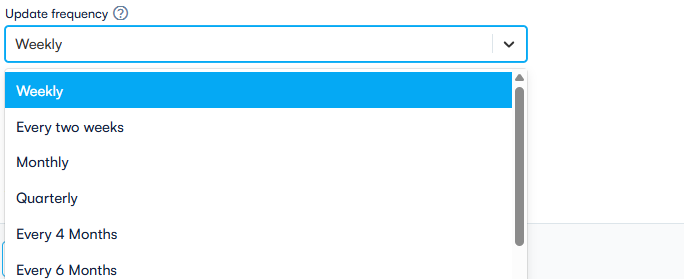 Update frequency ?
Weekly
Weekly
Every two weeks
Monthly
Quarterly
Every 4 Months
Every 6 Months